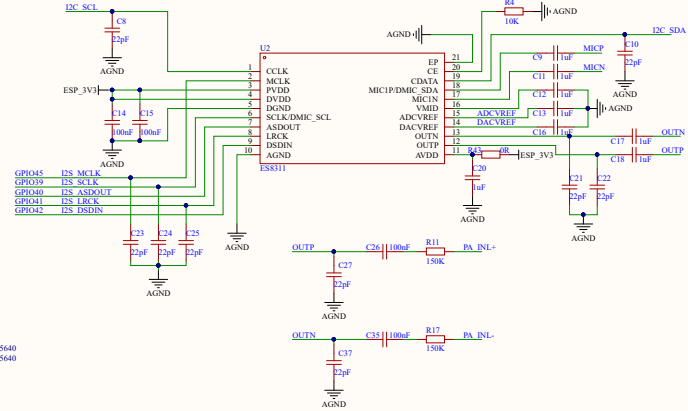 I2C_SCL
C8
22pF
AGND
R4
10K
AGND
AGND
I2C_SDA
C10
22pF
AGND
U2
ES8311
1 CCLK
2 MCLK
3 PVDD
4 DVDD
5 DGND
6 SCLK/DMIC_SCL
7 ASDOUT
8 LRCK
9 DSDIN
10 AGND
EP 21
CE 20
CDATA 19
MIC1P/DMIC_SDA 18
MIC1N 17
VMID 16
ADCVREF 15
DACVREF 14
OUTN 13
OUTP 12
AVDD 11
ESP_3V3
C14
100nF
C15
100nF
AGND
C9 1uF MICP
C11 1uF MICN
C12 1uF
ADCVREF C13 1uF
DACVREF C16 1uF
AGND
C17 1uF OUTN
C18 1uF OUTP
R43 0R ESP_3V3
C20
1uF
AGND
C21
22pF
C22
22pF
AGND
GPIO45 I2S_MCLK
GPIO39 I2S_SCLK
GPIO40 I2S_ASDOUT
GPIO41 I2S_LRCK
GPIO42 I2S_DSDIN
AGND
C23
22pF
C24
22pF
C25
22pF
AGND
OUTP C26 100nF R11 PA_INL+
150K
C27
22pF
AGND
OUTN C35 100nF R17 PA_INL-
150K
C37
22pF
AGND
5640
5640